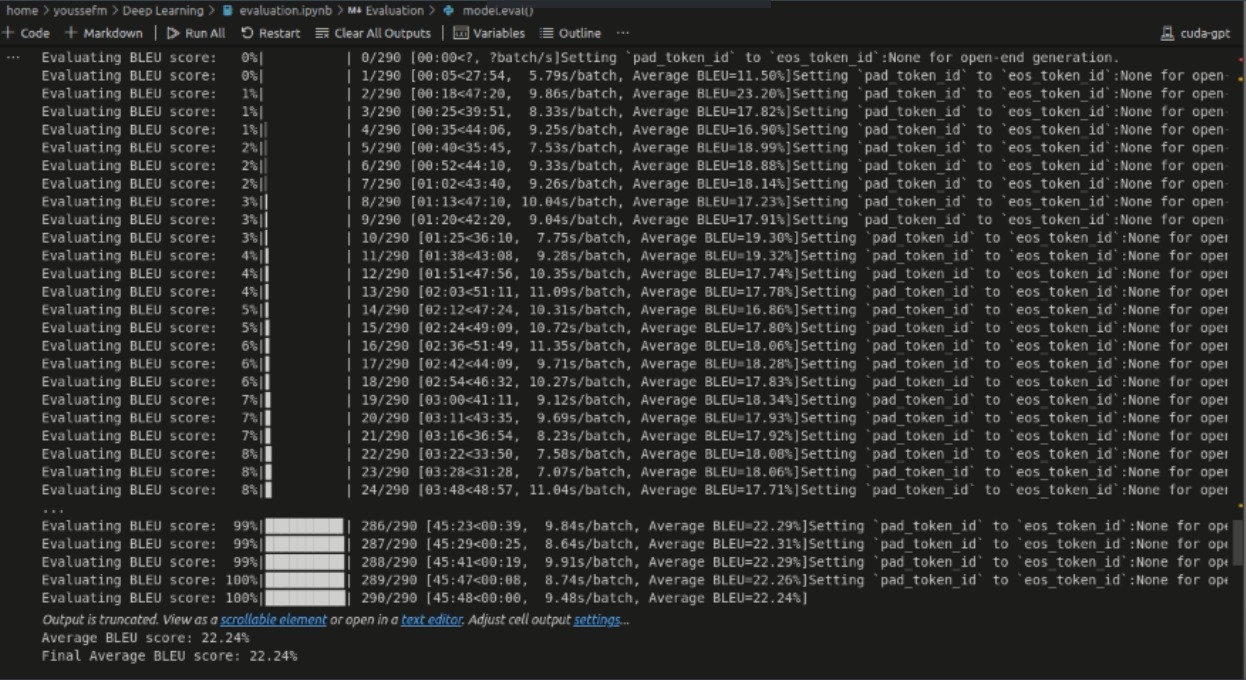 home > youssefm > Deep Learning > evaluation.ipynb > M↓ Evaluation > model.eval()
+ Code + Markdown ▷ Run All Restart Clear All Outputs Variables Outline ··· cuda-gpt
Evaluating BLEU score: 0%| | 0/290 [00:00<?, ?batch/s]Setting `pad_token_id` to `eos_token_id`:None for open-end generation.
Evaluating BLEU score: 0%| | 1/290 [00:05<27:54, 5.79s/batch, Average BLEU=11.50%]Setting `pad_token_id` to `eos_token_id`:None for open-
Evaluating BLEU score: 1%| | 2/290 [00:18<47:20, 9.86s/batch, Average BLEU=23.20%]Setting `pad_token_id` to `eos_token_id`:None for open-
Evaluating BLEU score: 1%| | 3/290 [00:25<39:51, 8.33s/batch, Average BLEU=17.82%]Setting `pad_token_id` to `eos_token_id`:None for open-
Evaluating BLEU score: 1%| | 4/290 [00:35<44:06, 9.25s/batch, Average BLEU=16.90%]Setting `pad_token_id` to `eos_token_id`:None for open-
Evaluating BLEU score: 2%| | 5/290 [00:40<35:45, 7.53s/batch, Average BLEU=18.99%]Setting `pad_token_id` to `eos_token_id`:None for open-
Evaluating BLEU score: 2%| | 6/290 [00:52<44:10, 9.33s/batch, Average BLEU=18.88%]Setting `pad_token_id` to `eos_token_id`:None for open-
Evaluating BLEU score: 2%| | 7/290 [01:02<43:40, 9.26s/batch, Average BLEU=18.14%]Setting `pad_token_id` to `eos_token_id`:None for open-
Evaluating BLEU score: 3%| | 8/290 [01:13<47:10, 10.04s/batch, Average BLEU=17.23%]Setting `pad_token_id` to `eos_token_id`:None for open-
Evaluating BLEU score: 3%| | 9/290 [01:20<42:20, 9.04s/batch, Average BLEU=17.91%]Setting `pad_token_id` to `eos_token_id`:None for open-
Evaluating BLEU score: 3%| | 10/290 [01:25<36:10, 7.75s/batch, Average BLEU=19.30%]Setting `pad_token_id` to `eos_token_id`:None for oper
Evaluating BLEU score: 4%| | 11/290 [01:38<43:08, 9.28s/batch, Average BLEU=19.32%]Setting `pad_token_id` to `eos_token_id`:None for oper
Evaluating BLEU score: 4%| | 12/290 [01:51<47:56, 10.35s/batch, Average BLEU=17.74%]Setting `pad_token_id` to `eos_token_id`:None for oper
Evaluating BLEU score: 4%| | 13/290 [02:03<51:11, 11.09s/batch, Average BLEU=17.78%]Setting `pad_token_id` to `eos_token_id`:None for oper
Evaluating BLEU score: 5%| | 14/290 [02:12<47:24, 10.31s/batch, Average BLEU=16.86%]Setting `pad_token_id` to `eos_token_id`:None for oper
Evaluating BLEU score: 5%| | 15/290 [02:24<49:09, 10.72s/batch, Average BLEU=17.80%]Setting `pad_token_id` to `eos_token_id`:None for oper
Evaluating BLEU score: 6%| | 16/290 [02:36<51:49, 11.35s/batch, Average BLEU=18.06%]Setting `pad_token_id` to `eos_token_id`:None for oper
Evaluating BLEU score: 6%| | 17/290 [02:42<44:09, 9.71s/batch, Average BLEU=18.28%]Setting `pad_token_id` to `eos_token_id`:None for oper
Evaluating BLEU score: 6%| | 18/290 [02:54<46:32, 10.27s/batch, Average BLEU=17.83%]Setting `pad_token_id` to `eos_token_id`:None for oper
Evaluating BLEU score: 7%| | 19/290 [03:00<41:11, 9.12s/batch, Average BLEU=18.34%]Setting `pad_token_id` to `eos_token_id`:None for oper
Evaluating BLEU score: 7%| | 20/290 [03:11<43:35, 9.69s/batch, Average BLEU=17.93%]Setting `pad_token_id` to `eos_token_id`:None for oper
Evaluating BLEU score: 7%| | 21/290 [03:16<36:54, 8.23s/batch, Average BLEU=17.92%]Setting `pad_token_id` to `eos_token_id`:None for oper
Evaluating BLEU score: 8%| | 22/290 [03:22<33:50, 7.58s/batch, Average BLEU=18.08%]Setting `pad_token_id` to `eos_token_id`:None for oper
Evaluating BLEU score: 8%| | 23/290 [03:28<31:28, 7.07s/batch, Average BLEU=18.06%]Setting `pad_token_id` to `eos_token_id`:None for oper
Evaluating BLEU score: 8%| | 24/290 [03:48<48:57, 11.04s/batch, Average BLEU=17.71%]Setting `pad_token_id` to `eos_token_id`:None for oper
...
Evaluating BLEU score: 99%| | 286/290 [45:23<00:39, 9.84s/batch, Average BLEU=22.29%]Setting `pad_token_id` to `eos_token_id`:None for ope
Evaluating BLEU score: 99%| | 287/290 [45:29<00:25, 8.64s/batch, Average BLEU=22.31%]Setting `pad_token_id` to `eos_token_id`:None for ope
Evaluating BLEU score: 99%| | 288/290 [45:41<00:19, 9.91s/batch, Average BLEU=22.29%]Setting `pad_token_id` to `eos_token_id`:None for ope
Evaluating BLEU score: 100%| | 289/290 [45:47<00:08, 8.74s/batch, Average BLEU=22.26%]Setting `pad_token_id` to `eos_token_id`:None for ope
Evaluating BLEU score: 100%| | 290/290 [45:48<00:00, 9.48s/batch, Average BLEU=22.24%]
Output is truncated. View as a scrollable element or open in a text editor. Adjust cell output settings...
Average BLEU score: 22.24%
Final Average BLEU score: 22.24%